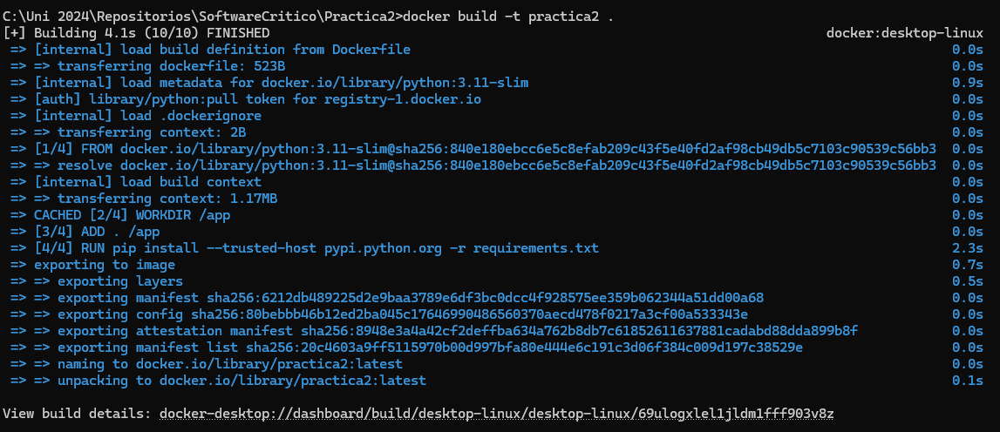 C:\Uni 2024\Repositorios\SoftwareCritico\Practica2>docker build -t practica2 .
[+] Building 4.1s (10/10) FINISHED docker:desktop-linux
=> [internal] load build definition from Dockerfile 0.0s
=> => transferring dockerfile: 523B 0.0s
=> [internal] load metadata for docker.io/library/python:3.11-slim 0.9s
=> [auth] library/python:pull token for registry-1.docker.io 0.0s
=> [internal] load .dockerignore 0.0s
=> => transferring context: 2B 0.0s
=> [1/4] FROM docker.io/library/python:3.11-slim@sha256:840e180ebcc6e5c8efab209c43f5e40fd2af98cb49db5c7103c90539c56bb3 0.0s
=> => resolve docker.io/library/python:3.11-slim@sha256:840e180ebcc6e5c8efab209c43f5e40fd2af98cb49db5c7103c90539c56bb3 0.0s
=> [internal] load build context 0.0s
=> => transferring context: 1.17MB 0.0s
=> CACHED [2/4] WORKDIR /app 0.0s
=> [3/4] ADD . /app 0.0s
=> [4/4] RUN pip install --trusted-host pypi.python.org -r requirements.txt 2.3s
=> exporting to image 0.7s
=> => exporting layers 0.5s
=> => exporting manifest sha256:6212db489225d2e9baa3789e6df3bc0dcc4f928575ee359b062344a51dd00a68 0.0s
=> => exporting config sha256:80bebbb46b12ed2ba045c17646990486560370aecd478f0217a3cf00a533343e 0.0s
=> => exporting attestation manifest sha256:8948e3a4a42cf2deffba634a762b8db7c61852611637881cadabd88dda899b8f 0.0s
=> => exporting manifest list sha256:20c4603a9ff5115970b00d997bfa80e444e6c191c3d06f384c009d197c38529e 0.0s
=> => naming to docker.io/library/practica2:latest 0.0s
=> => unpacking to docker.io/library/practica2:latest 0.1s
View build details: docker-desktop://dashboard/build/desktop-linux/desktop-linux/69ulogxlel1jldm1fff903v8z